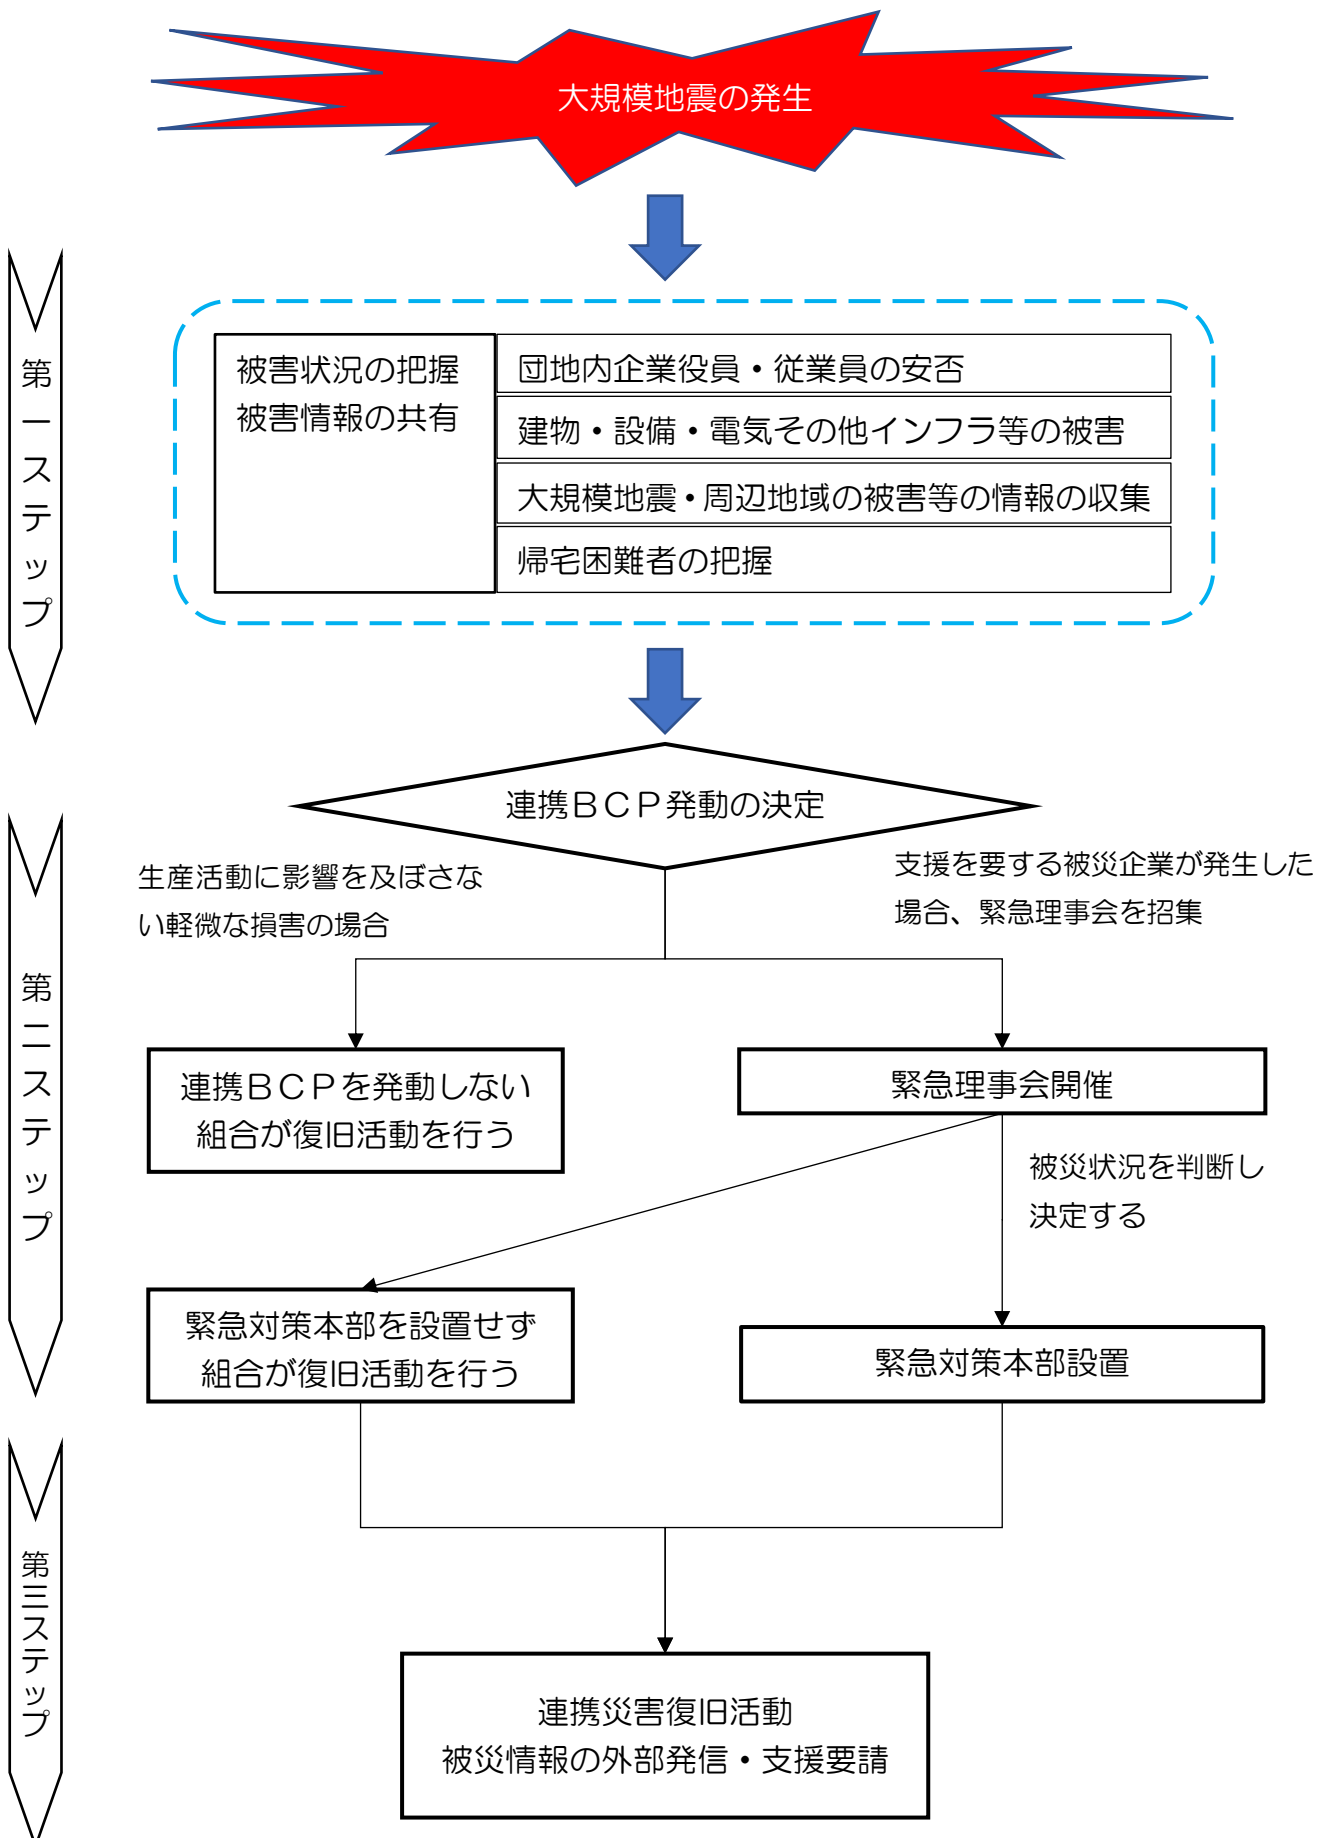 大規模地震の発生
第一ステップ
被害状況の把握
被害情報の共有
団地内企業役員・従業員の安否
建物・設備・電気その他インフラ等の被害
大規模地震・周辺地域の被害等の情報の収集
帰宅困難者の把握
第二ステップ
連携ＢＣＰ発動の決定
生産活動に影響を及ぼさな
い軽微な損害の場合
支援を要する被災企業が発生した
場合、緊急理事会を招集
連携ＢＣＰを発動しない
組合が復旧活動を行う
緊急理事会開催
被災状況を判断し
決定する
緊急対策本部を設置せず
組合が復旧活動を行う
緊急対策本部設置
第三ステップ
連携災害復旧活動
被災情報の外部発信・支援要請